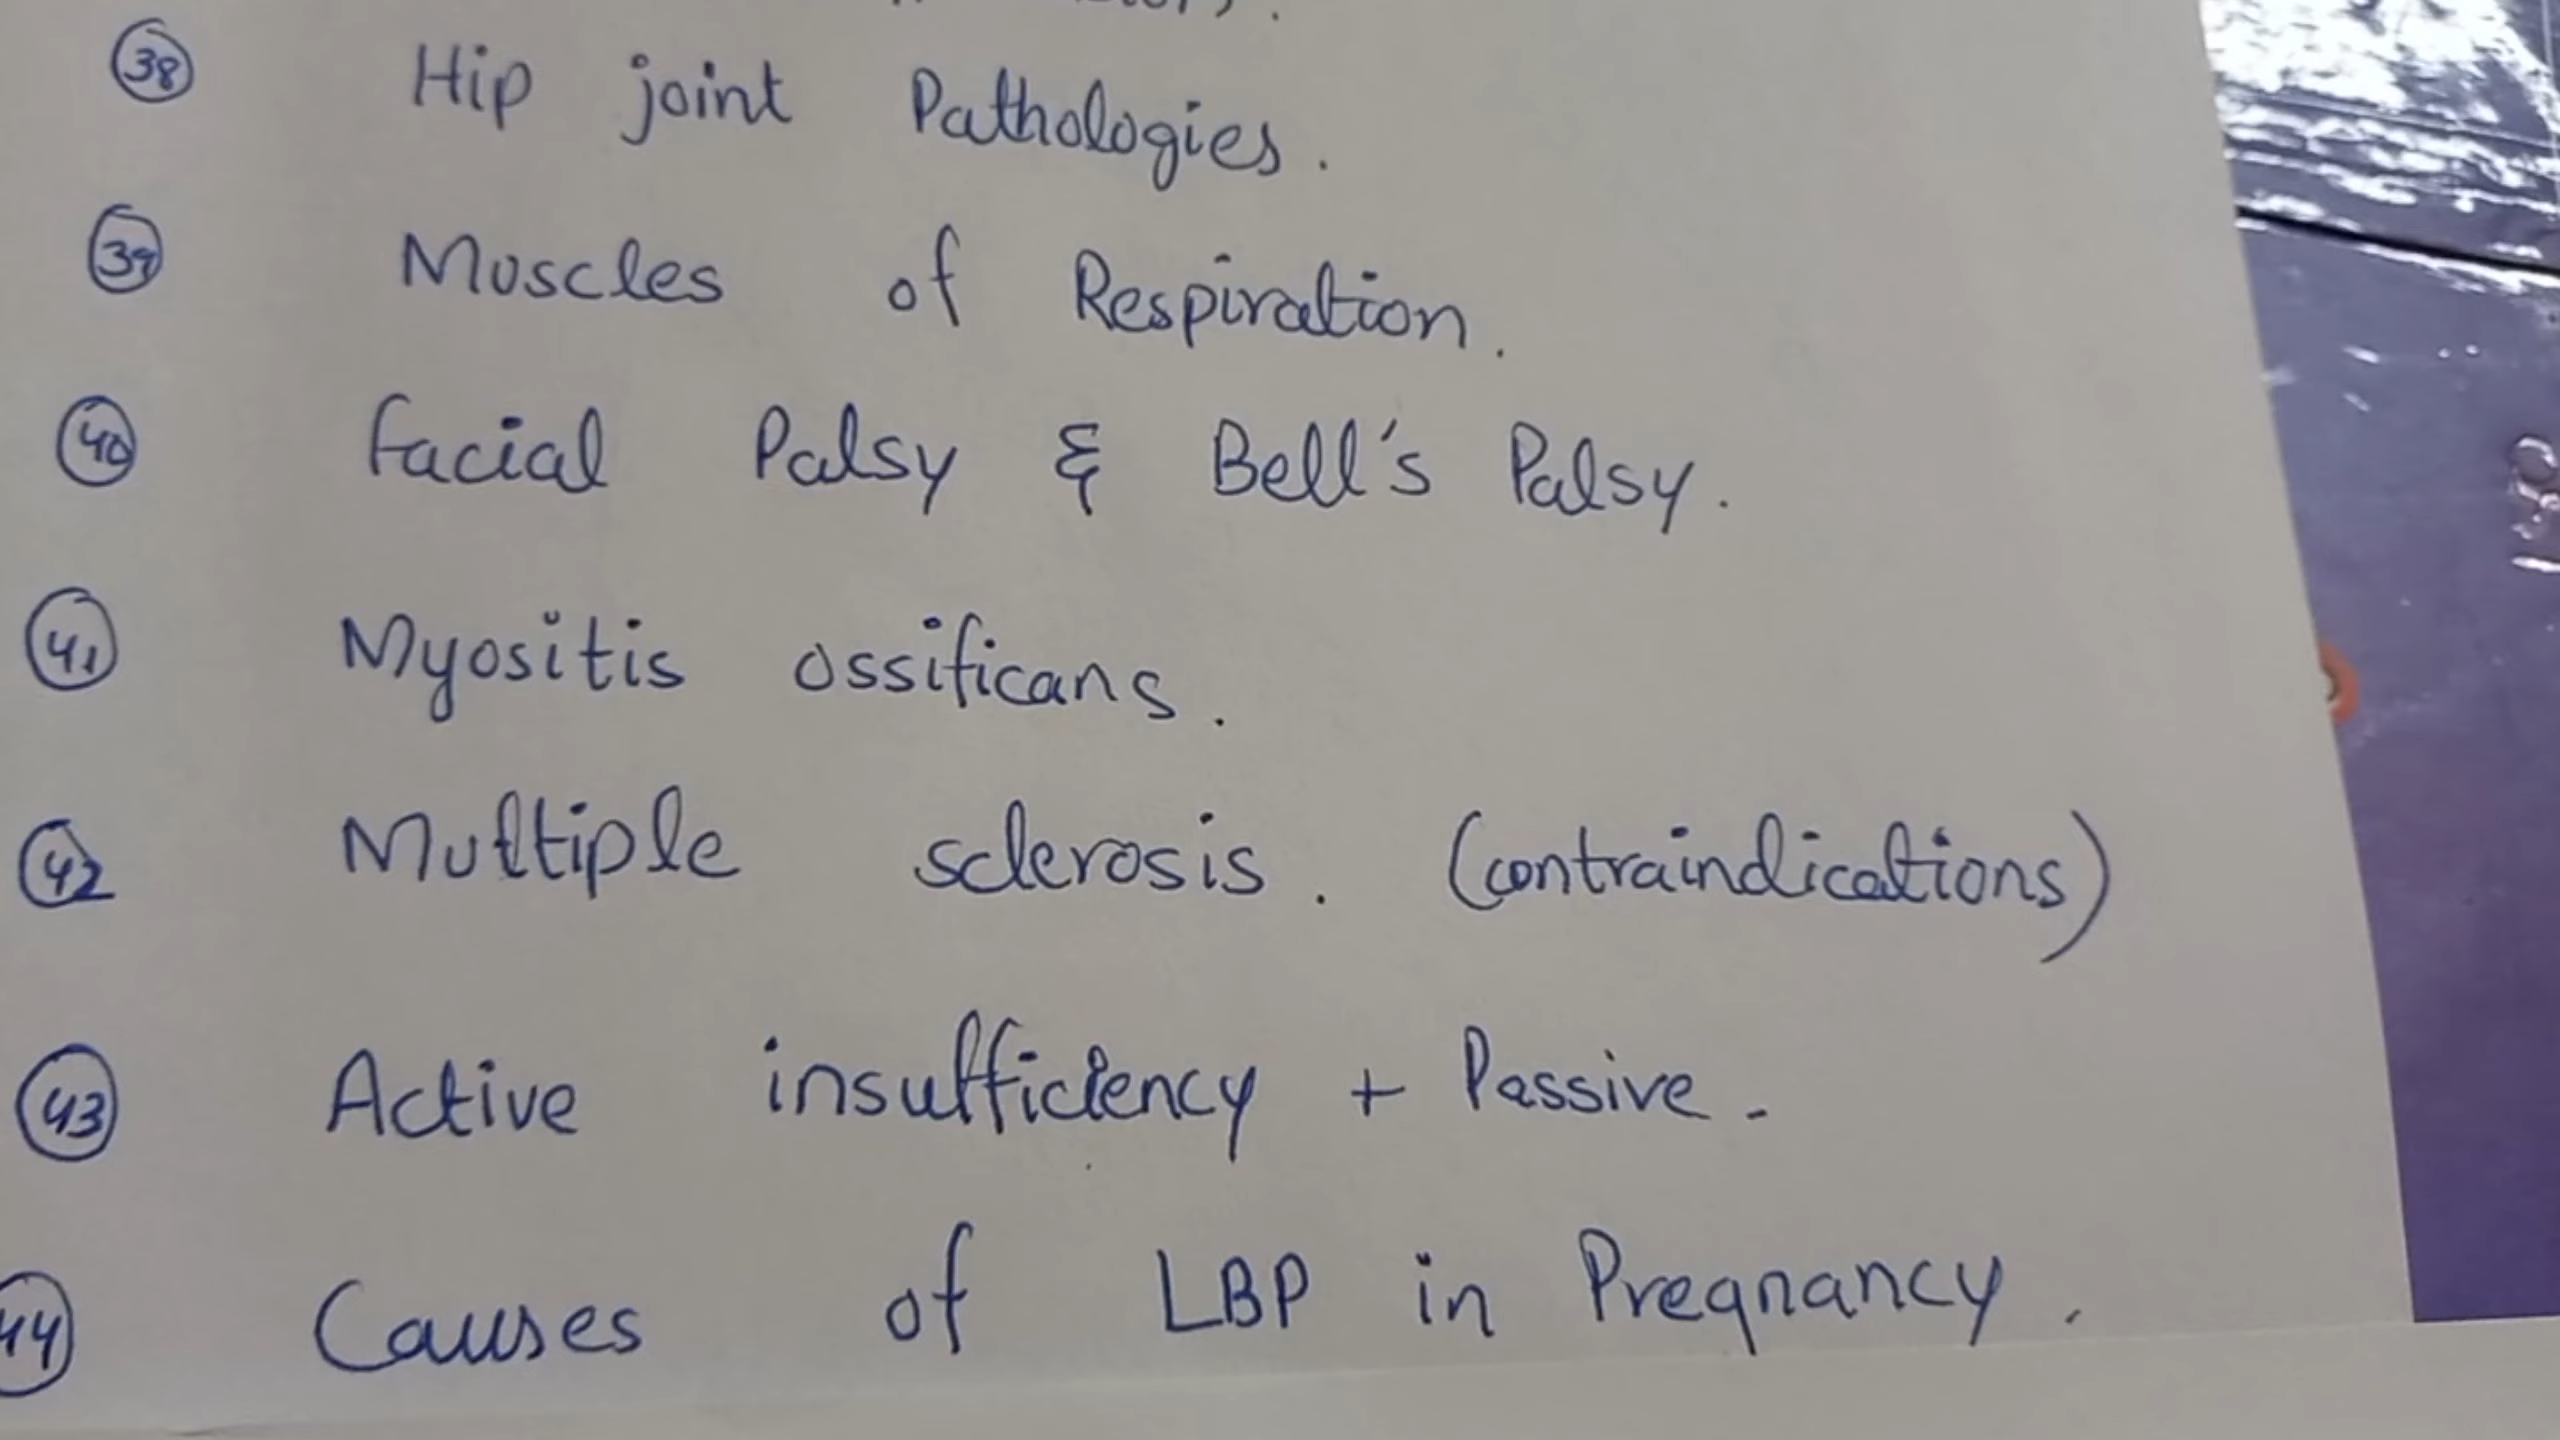 38 Hip joint Pathologies.
39 Muscles of Respiration.
40 Facial Palsy & Bell's Palsy.
41 Myositis ossificans.
42 Multiple sclerosis. (contraindications)
43 Active insufficiency + Passive.
44 Causes of LBP in Pregnancy.